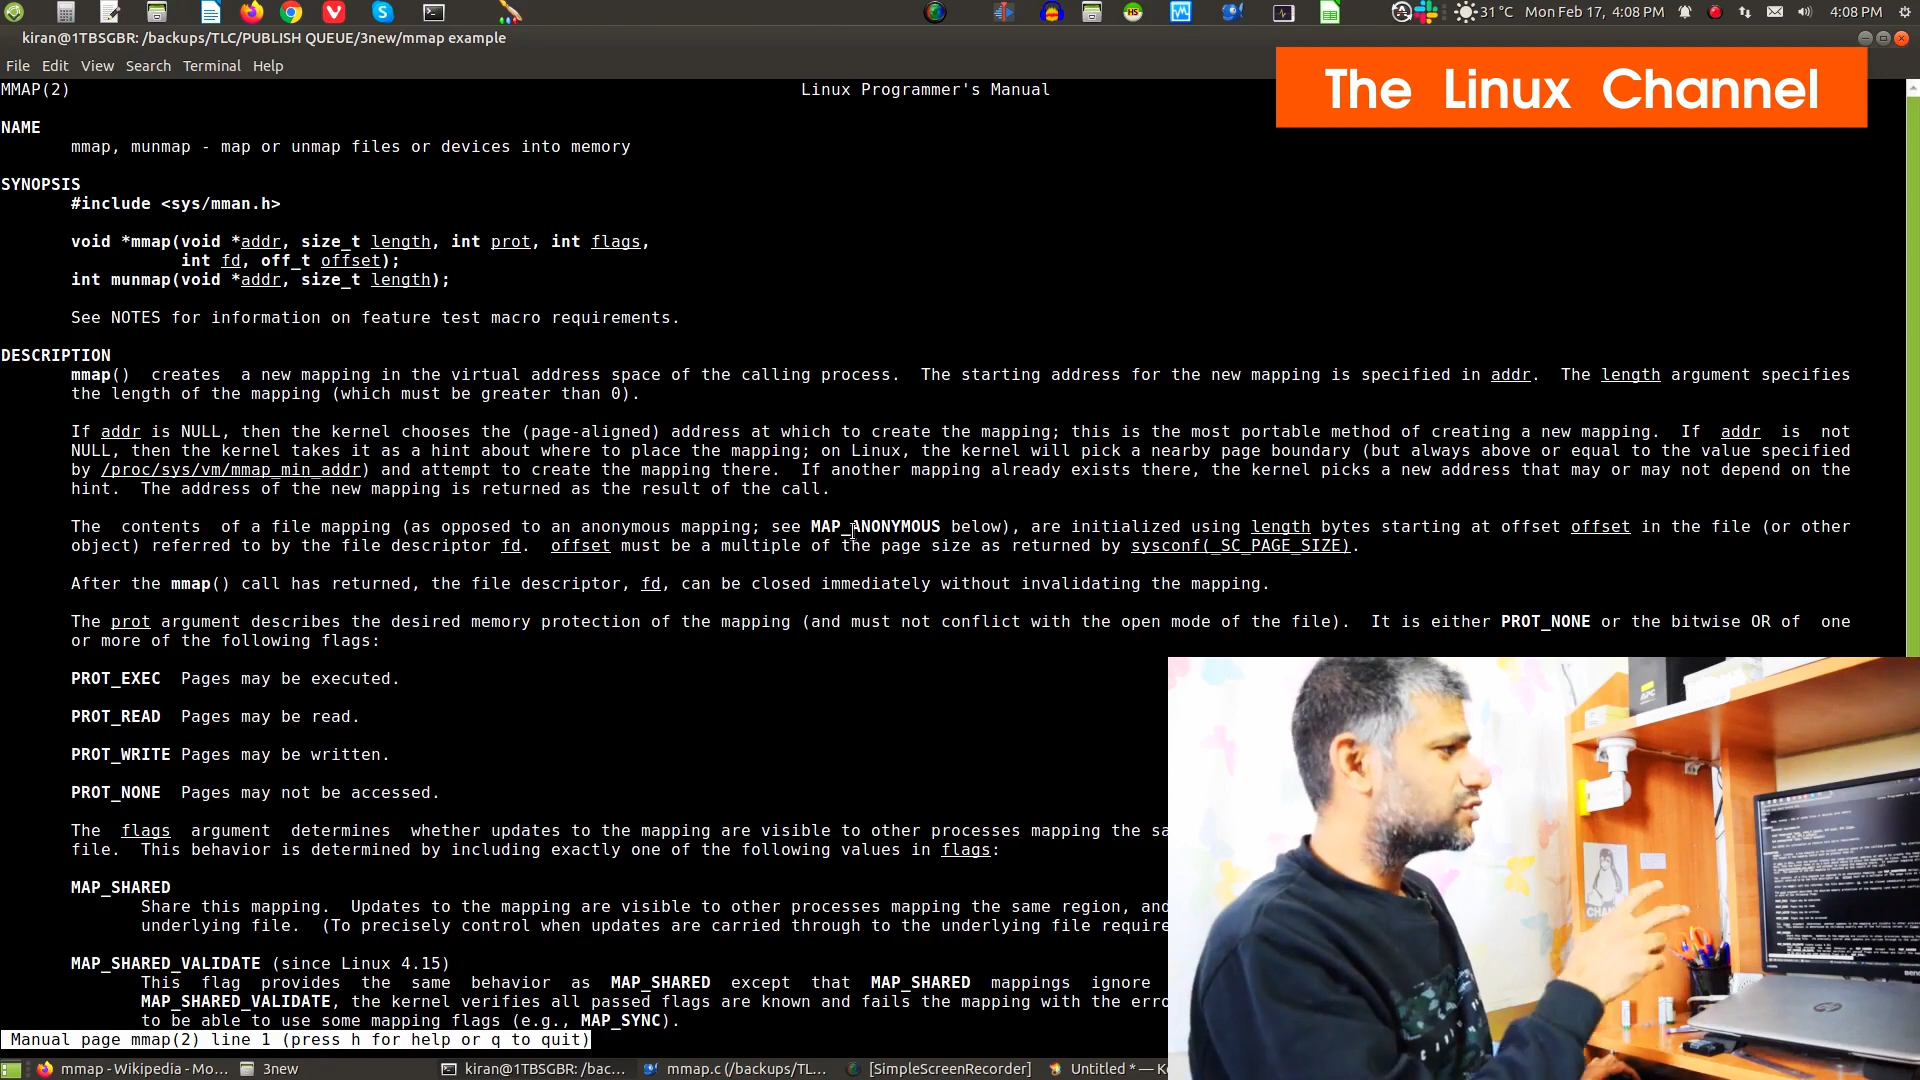 31 °C Mon Feb 17, 4:08 PM 4:08 PM
kiran@1TBSGBR: /backups/TLC/PUBLISH QUEUE/3new/mmap example
File Edit View Search Terminal Help
The Linux Channel
MMAP(2) Linux Programmer's Manual
NAME
mmap, munmap - map or unmap files or devices into memory
SYNOPSIS
#include <sys/mman.h>
void *mmap(void *addr, size_t length, int prot, int flags,
int fd, off_t offset);
int munmap(void *addr, size_t length);
See NOTES for information on feature test macro requirements.
DESCRIPTION
mmap() creates a new mapping in the virtual address space of the calling process. The starting address for the new mapping is specified in addr. The length argument specifies
the length of the mapping (which must be greater than 0).
If addr is NULL, then the kernel chooses the (page-aligned) address at which to create the mapping; this is the most portable method of creating a new mapping. If addr is not
NULL, then the kernel takes it as a hint about where to place the mapping; on Linux, the kernel will pick a nearby page boundary (but always above or equal to the value specified
by /proc/sys/vm/mmap_min_addr) and attempt to create the mapping there. If another mapping already exists there, the kernel picks a new address that may or may not depend on the
hint. The address of the new mapping is returned as the result of the call.
The contents of a file mapping (as opposed to an anonymous mapping; see MAP_ANONYMOUS below), are initialized using length bytes starting at offset offset in the file (or other
object) referred to by the file descriptor fd. offset must be a multiple of the page size as returned by sysconf(_SC_PAGE_SIZE).
After the mmap() call has returned, the file descriptor, fd, can be closed immediately without invalidating the mapping.
The prot argument describes the desired memory protection of the mapping (and must not conflict with the open mode of the file). It is either PROT_NONE or the bitwise OR of one
or more of the following flags:
PROT_EXEC Pages may be executed.
PROT_READ Pages may be read.
PROT_WRITE Pages may be written.
PROT_NONE Pages may not be accessed.
The flags argument determines whether updates to the mapping are visible to other processes mapping the sa
file. This behavior is determined by including exactly one of the following values in flags:
MAP_SHARED
Share this mapping. Updates to the mapping are visible to other processes mapping the same region, and
underlying file. (To precisely control when updates are carried through to the underlying file require
MAP_SHARED_VALIDATE (since Linux 4.15)
This flag provides the same behavior as MAP_SHARED except that MAP_SHARED mappings ignore
MAP_SHARED_VALIDATE, the kernel verifies all passed flags are known and fails the mapping with the erro
to be able to use some mapping flags (e.g., MAP_SYNC).
Manual page mmap(2) line 1 (press h for help or q to quit)
mmap - Wikipedia - Mo... 3new kiran@1TBSGBR: /bac... mmap.c (/backups/TL... [SimpleScreenRecorder] Untitled * — K
APC